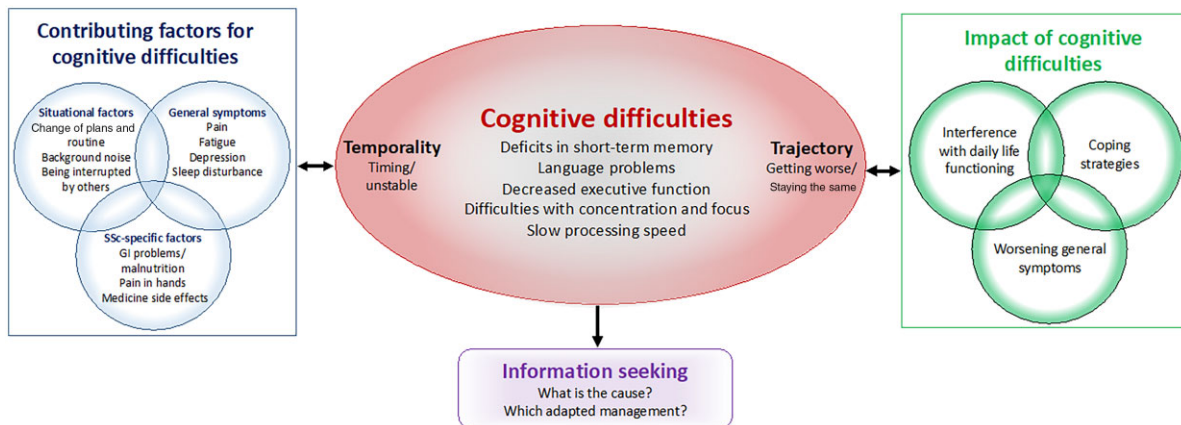 Contributing factors for
cognitive difficulties
Situational factors
Change of plans and
routine
Background noise
Being interrupted
by others
General symptoms
Pain
Fatigue
Depression
Sleep disturbance
SSc-specific factors
GI problems/
malnutrition
Pain in hands
Medicine side effects
Temporality
Timing/
unstable
Cognitive difficulties
Deficits in short-term memory
Language problems
Decreased executive function
Difficulties with concentration and focus
Slow processing speed
Trajectory
Getting worse/
Staying the same
Impact of cognitive
difficulties
Interference
with daily life
functioning
Coping
strategies
Worsening general
symptoms
Information seeking
What is the cause?
Which adapted management?